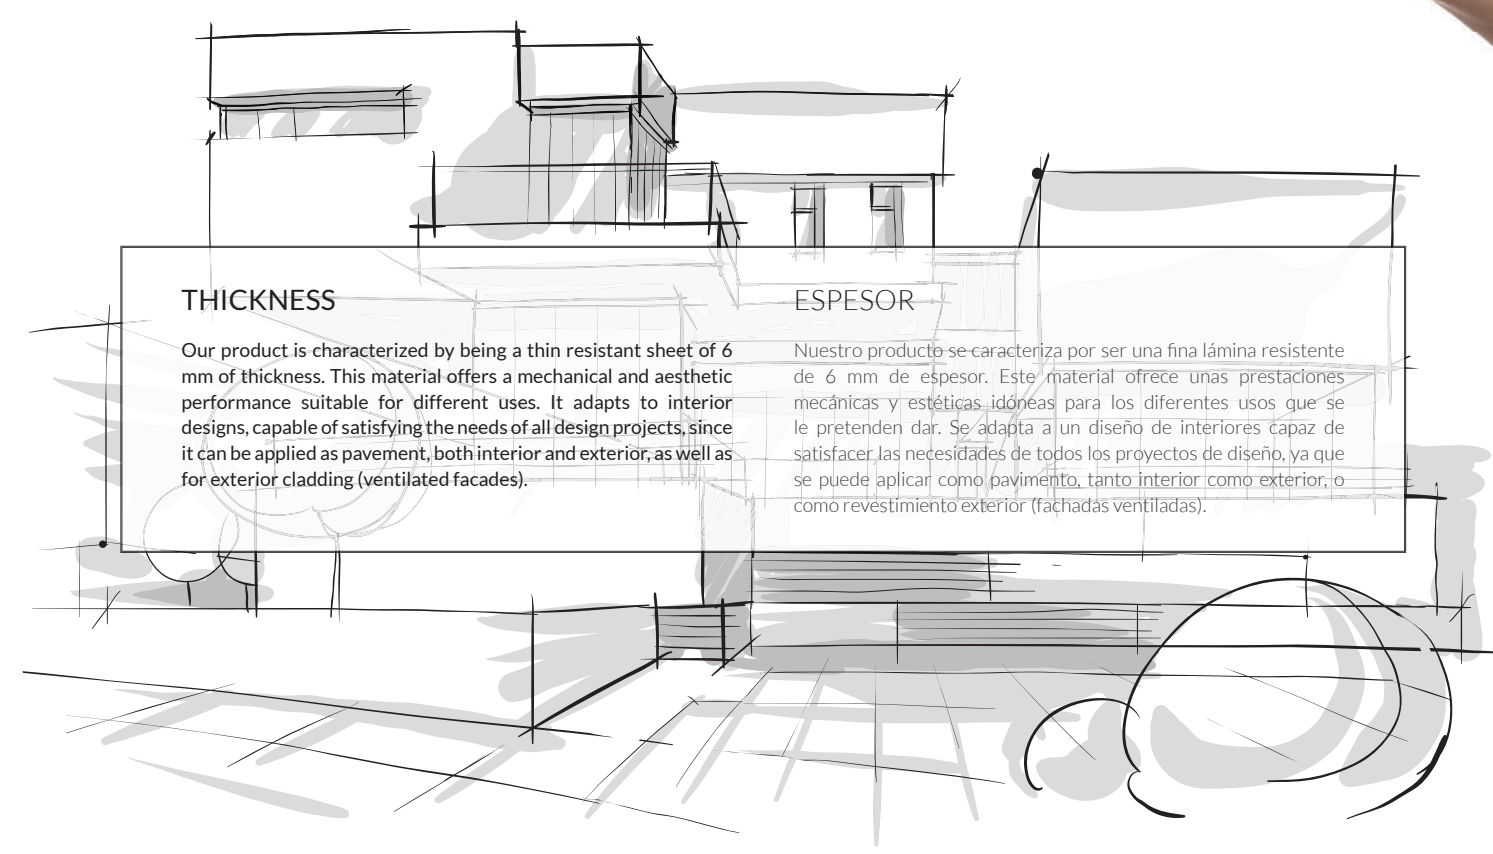 THICKNESS
Our product is characterized by being a thin resistant sheet of 6
mm of thickness. This material offers a mechanical and aesthetic
performance suitable for different uses. It adapts to interior
designs, capable of satisfying the needs of all design projects, since
it can be applied as pavement, both interior and exterior, as well as
for exterior cladding (ventilated facades).
ESPESOR
Nuestro producto se caracteriza por ser una fina lámina resistente
de 6 mm de espesor. Este material ofrece unas prestaciones
mecánicas y estéticas idóneas para los diferentes usos que se
le pretenden dar. Se adapta a un diseño de interiores capaz de
satisfacer las necesidades de todos los proyectos de diseño, ya que
se puede aplicar como pavimento, tanto interior como exterior, o
como revestimiento exterior (fachadas ventiladas).